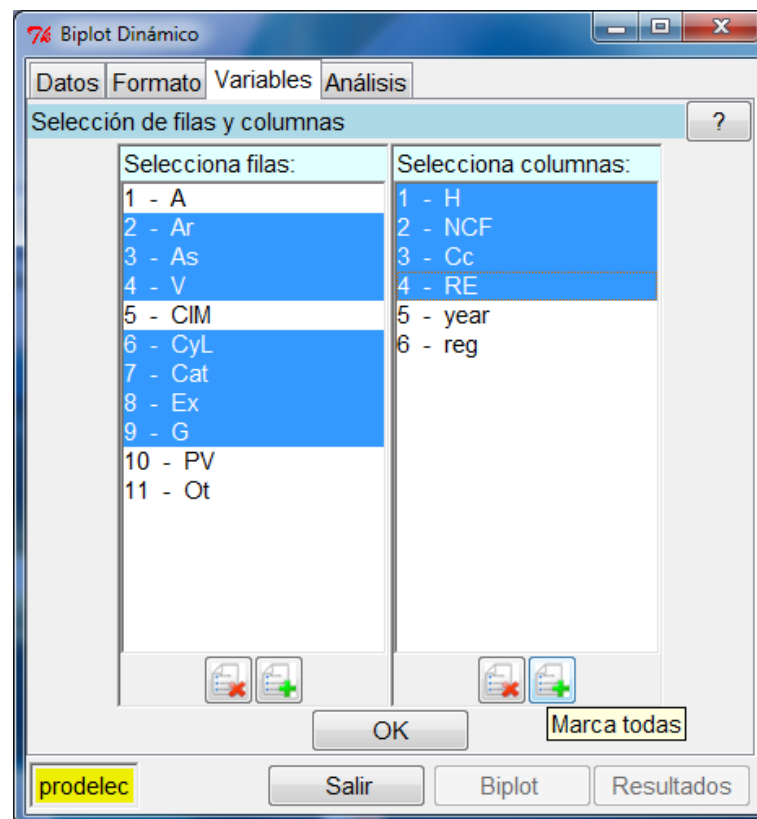 Biplot Dinámico
Datos Formato Variables Análisis
Selección de filas y columnas ?
Selecciona filas:
1 - A
2 - Ar
3 - As
4 - V
5 - ClM
6 - CyL
7 - Cat
8 - Ex
9 - G
10 - PV
11 - Ot
Selecciona columnas:
1 - H
2 - NCF
3 - Cc
4 - RE
5 - year
6 - reg
OK
Marca todas
prodelec Salir Biplot Resultados